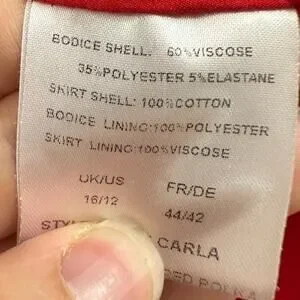 BODICE SHELL: 60%VISCOSE
35%POLYESTER 5%ELASTANE
SKIRT SHELL: 100%COTTON
BODICE LINING:100%POLYESTER
SKIRT LINING:100%VISCOSE
UK/US FR/DE
16/12 44/42
CARLA